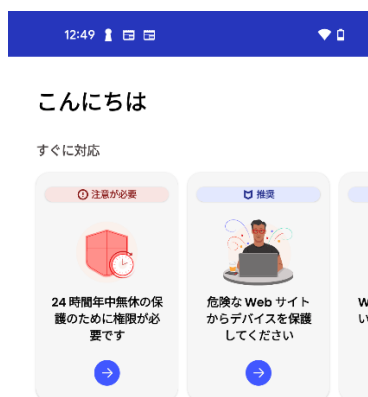 12:49
こんにちは
すぐに対応
注意が必要
24 時間年中無休の保
護のために権限が必
要です
推奨
危険な Web サイト
からデバイスを保護
してください
W
い